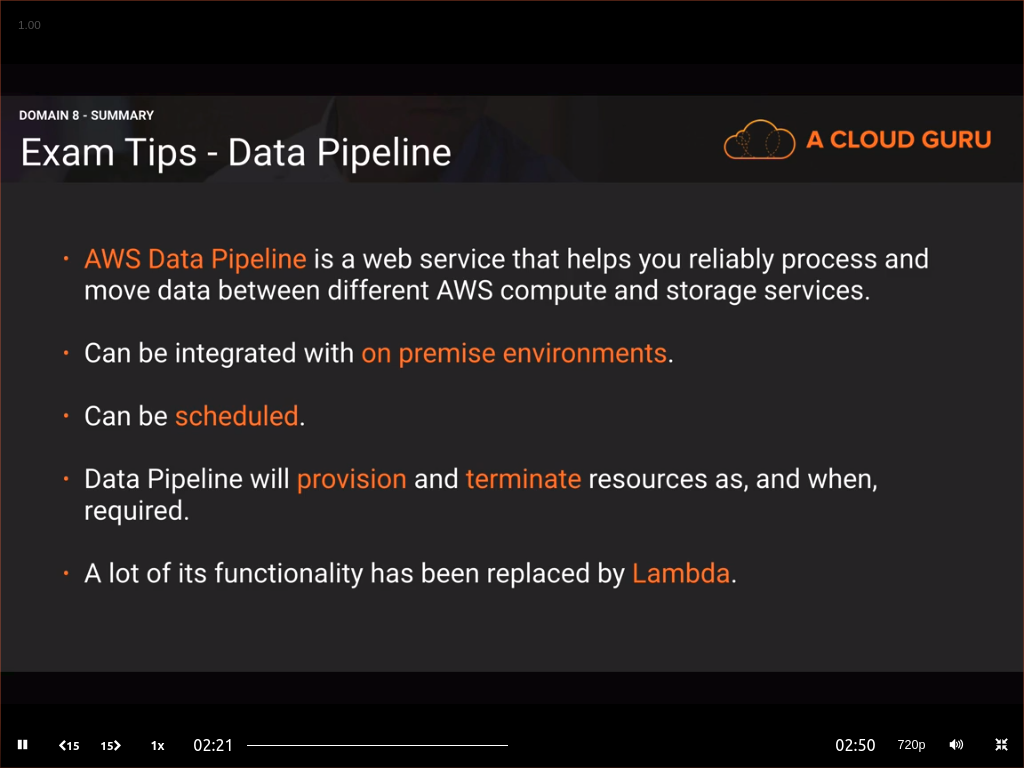 1.00
DOMAIN 8 - SUMMARY
Exam Tips - Data Pipeline
A CLOUD GURU
• AWS Data Pipeline is a web service that helps you reliably process and
move data between different AWS compute and storage services.
• Can be integrated with on premise environments.
• Can be scheduled.
• Data Pipeline will provision and terminate resources as, and when,
required.
• A lot of its functionality has been replaced by Lambda.
15 15 1x 02:21 02:50 720p